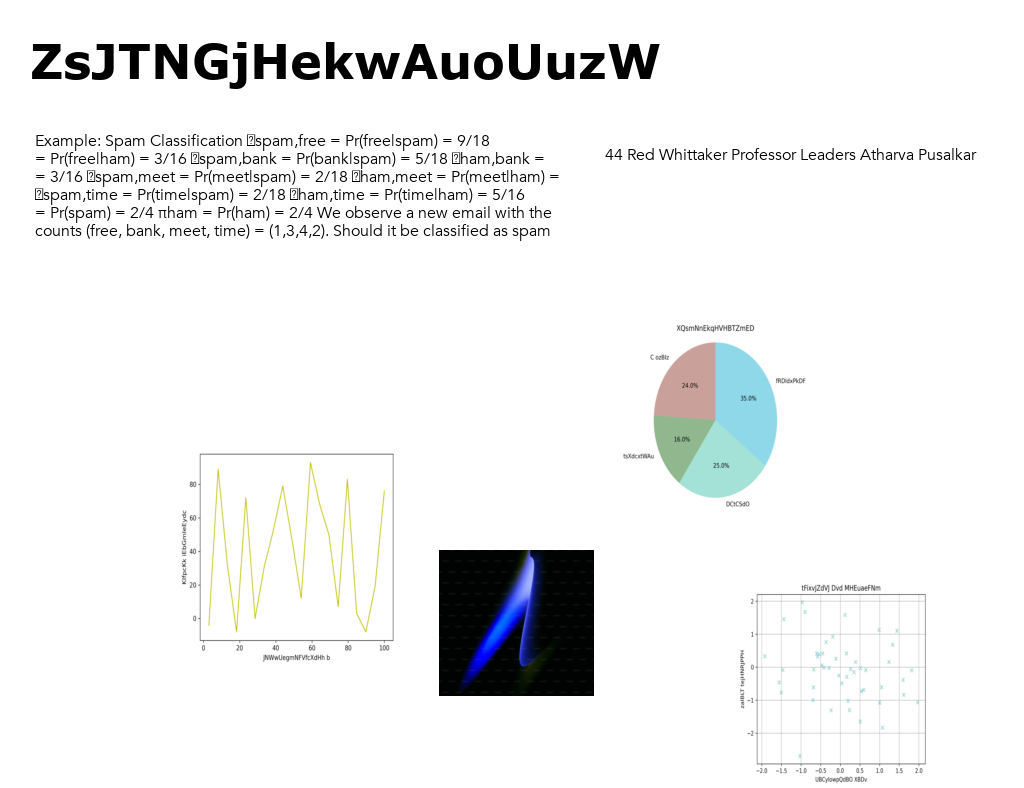 ZsJTNGjHekwAuoUuzW
Example: Spam Classification �spam,free = Pr(free|spam) = 9/18
= Pr(free|ham) = 3/16 �spam,bank = Pr(bank|spam) = 5/18 �ham,bank =
= 3/16 �spam,meet = Pr(meet|spam) = 2/18 �ham,meet = Pr(meet|ham) =
�spam,time = Pr(time|spam) = 2/18 �ham,time = Pr(time|ham) = 5/16
= Pr(spam) = 2/4 πham = Pr(ham) = 2/4 We observe a new email with the
counts (free, bank, meet, time) = (1,3,4,2). Should it be classified as spam
44 Red Whittaker Professor Leaders Atharva Pusalkar
XQsmNnEkqHVHBTZmED
C ozBlz
fRDldxPkDF
24.0%
35.0%
16.0%
tsXdcxtWAu
25.0%
DCtCSdO
80
60
40
20
0
0 20 40 60 80 100
JNWwUegmNFVfcXdHh b
tFixvJZdVJ Dvd MHEuaeFNm
2
1
0
−1
−2
−2.0 −1.5 −1.0 −0.5 0.0 0.5 1.0 1.5 2.0
UBCylowpQdBO XBDv